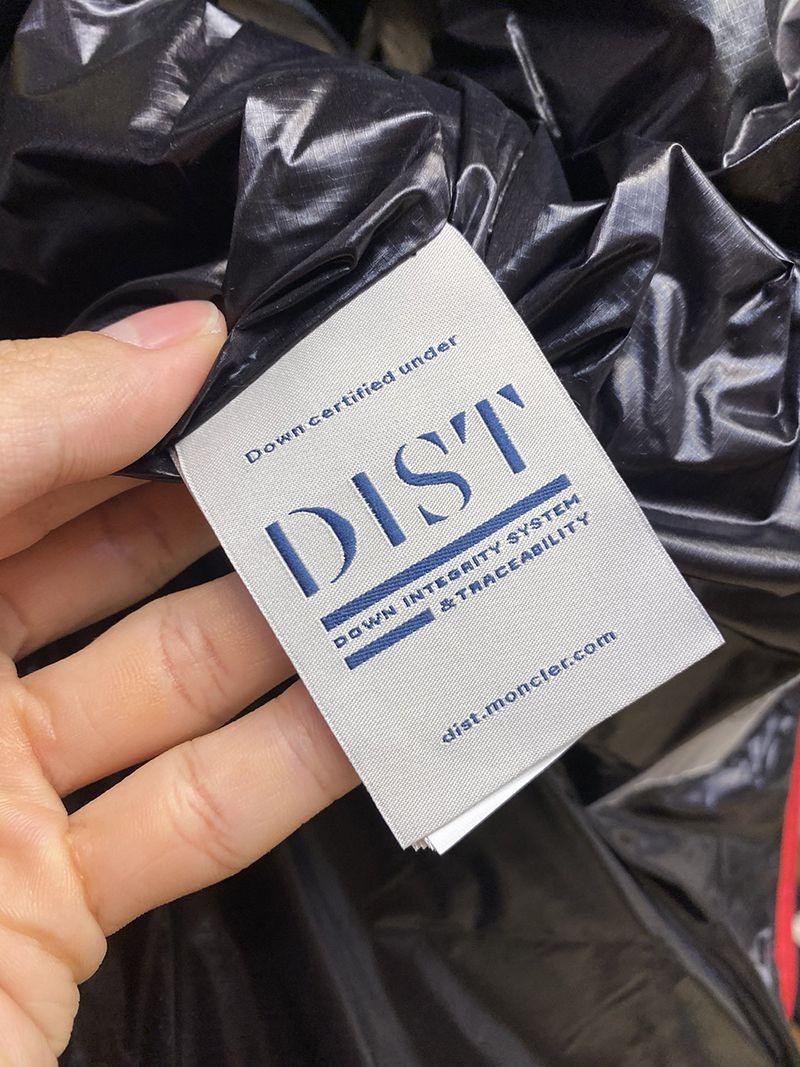 Down certified under
DIST
DOWN INTEGRITY SYSTEM
&TRACEABILITY
dist.moncler.com